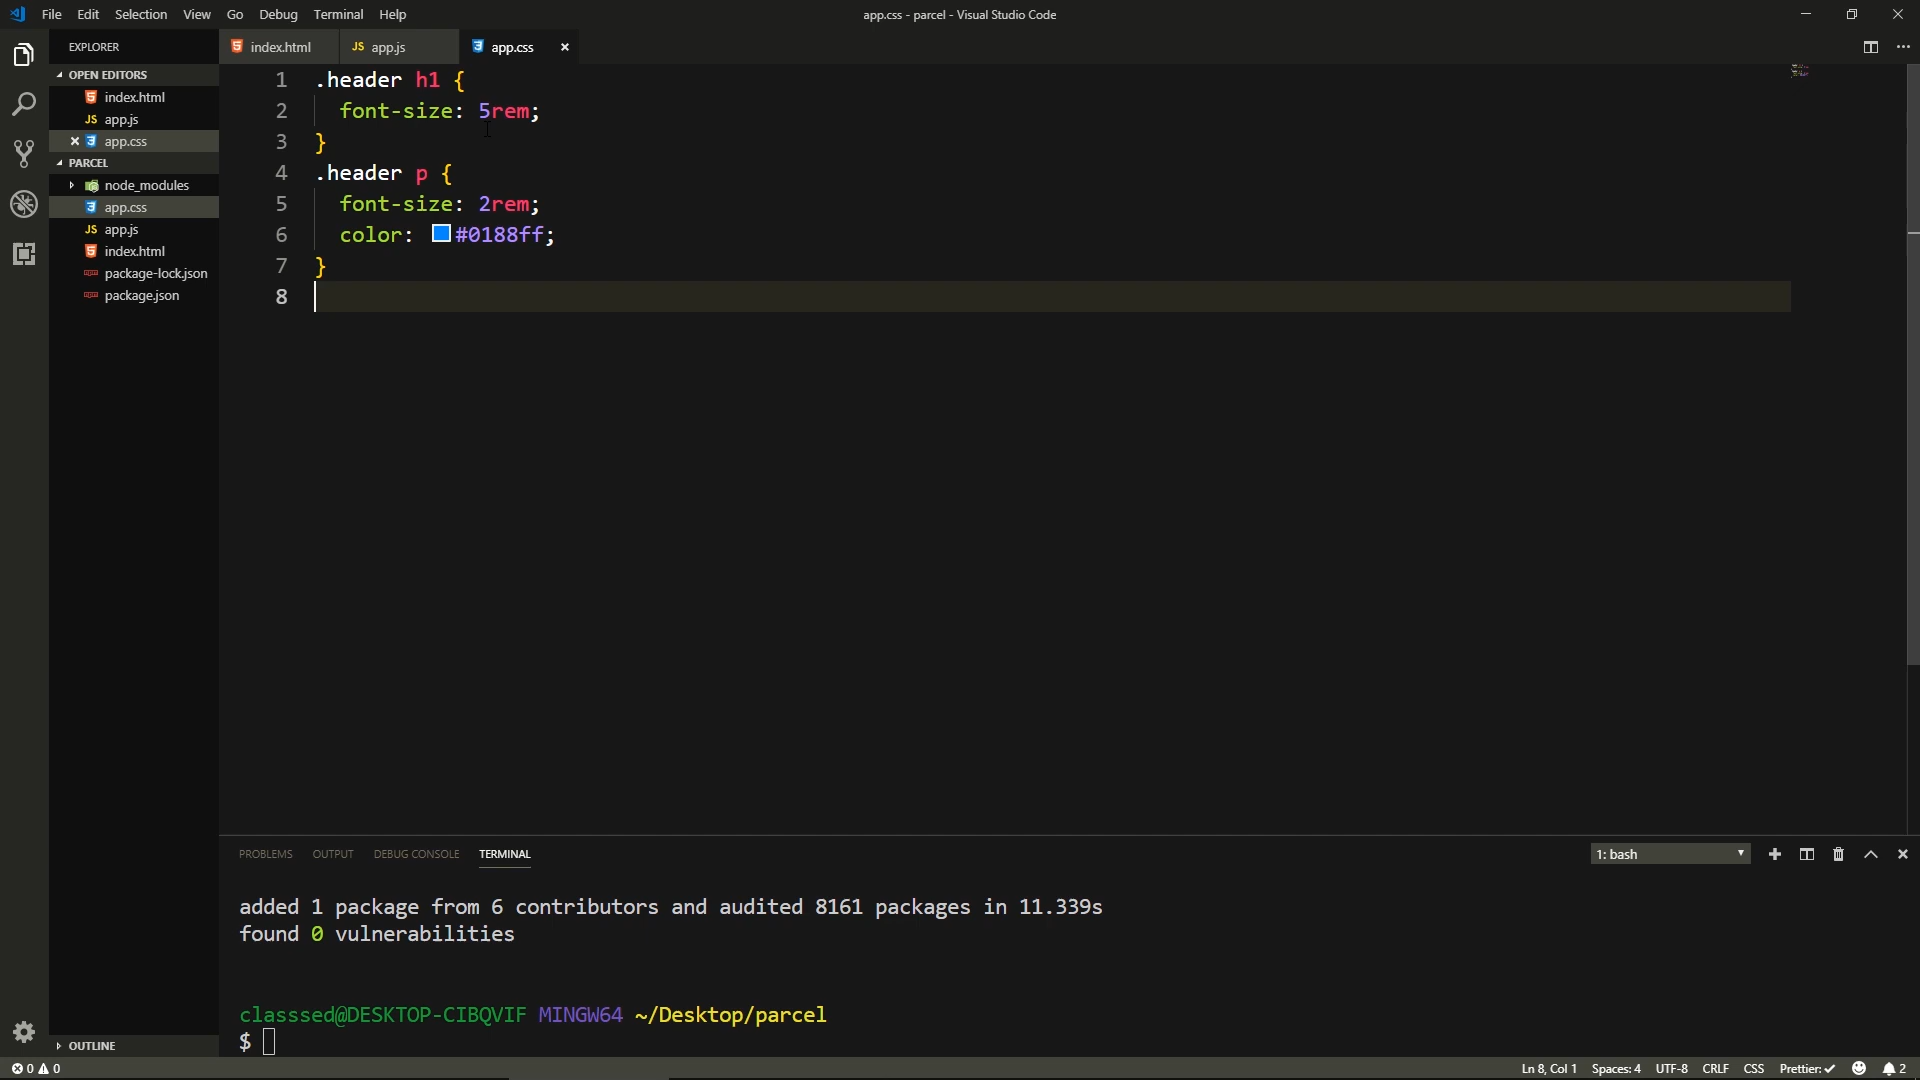 File Edit Selection View Go Debug Terminal Help
app.css - parcel - Visual Studio Code
EXPLORER
OPEN EDITORS
index.html
JS app.js
app.css
PARCEL
node_modules
app.css
JS app.js
index.html
package-lock.json
package.json
OUTLINE
index.html JS app.js app.css
1 .header h1 {
2 font-size: 5rem;
3 }
4 .header p {
5 font-size: 2rem;
6 color: #0188ff;
7 }
8
PROBLEMS OUTPUT DEBUG CONSOLE TERMINAL
1: bash
added 1 package from 6 contributors and audited 8161 packages in 11.339s
found 0 vulnerabilities
classsed@DESKTOP-CIBQVIF MINGW64 ~/Desktop/parcel
$
0 0
Ln 8, Col 1 Spaces: 4 UTF-8 CRLF CSS Prettier: ✓ 2